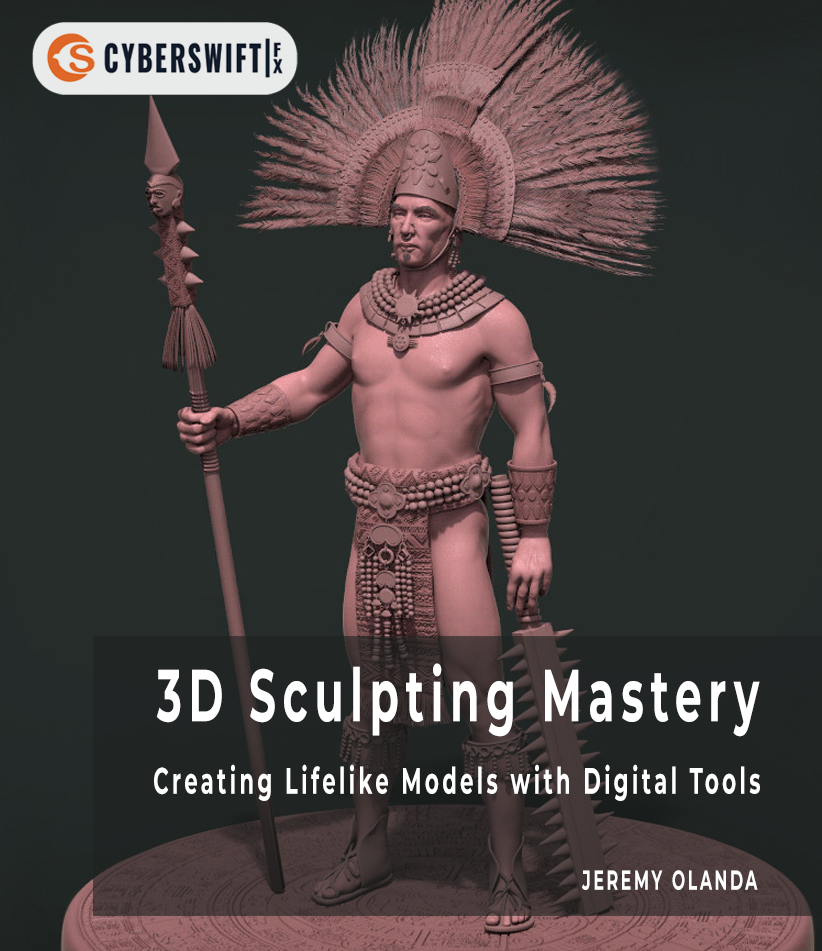 CYBERSWIFT|FX
3D Sculpting Mastery
Creating Lifelike Models with Digital Tools
JEREMY OLANDA